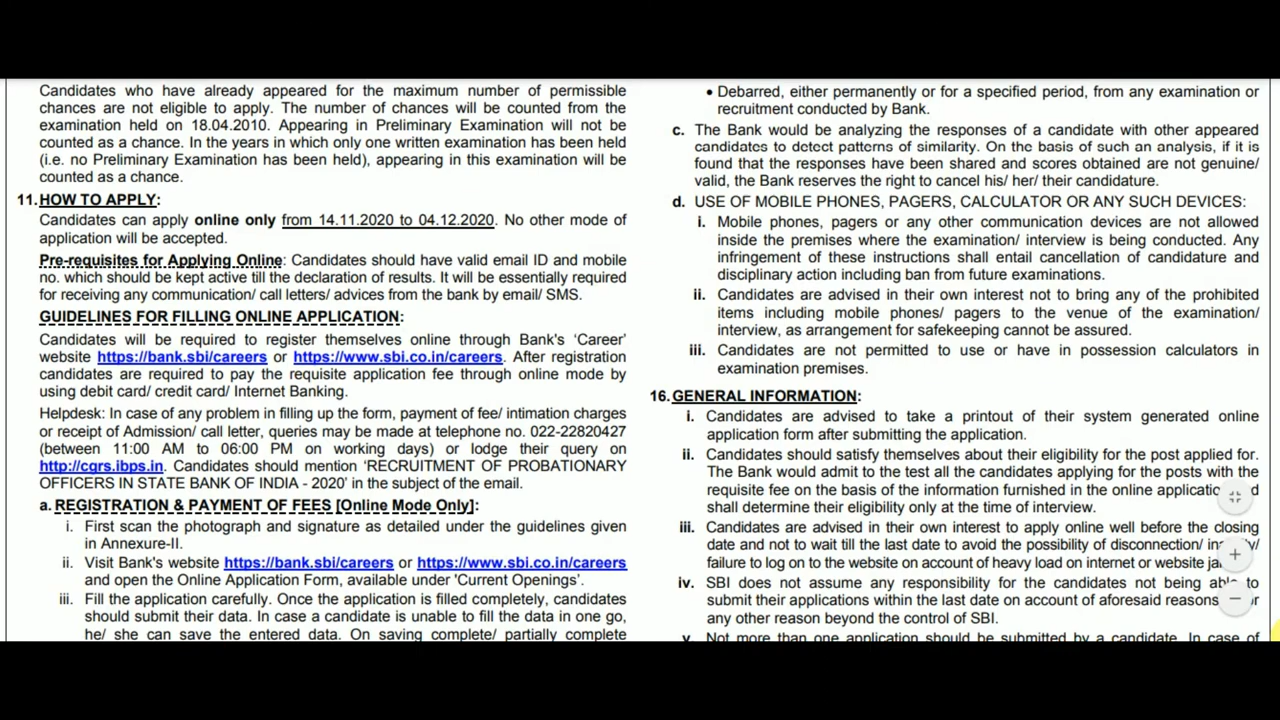 Candidates who have already appeared for the maximum number of permissible
chances are not eligible to apply. The number of chances will be counted from the
examination held on 18.04.2010. Appearing in Preliminary Examination will not be
counted as a chance. In the years in which only one written examination has been held
(i.e. no Preliminary Examination has been held), appearing in this examination will be
counted as a chance.
11. HOW TO APPLY:
Candidates can apply online only from 14.11.2020 to 04.12.2020. No other mode of
application will be accepted.
Pre-requisites for Applying Online: Candidates should have valid email ID and mobile
no. which should be kept active till the declaration of results. It will be essentially required
for receiving any communication/ call letters/ advices from the bank by email/ SMS.
GUIDELINES FOR FILLING ONLINE APPLICATION:
Candidates will be required to register themselves online through Bank's ‘Career’
website https://bank.sbi/careers or https://www.sbi.co.in/careers. After registration
candidates are required to pay the requisite application fee through online mode by
using debit card/ credit card/ Internet Banking.
Helpdesk: In case of any problem in filling up the form, payment of fee/ intimation charges
or receipt of Admission/ call letter, queries may be made at telephone no. 022-22820427
(between 11:00 AM to 06:00 PM on working days) or lodge their query on
http://cgrs.ibps.in. Candidates should mention ‘RECRUITMENT OF PROBATIONARY
OFFICERS IN STATE BANK OF INDIA - 2020’ in the subject of the email.
a. REGISTRATION & PAYMENT OF FEES [Online Mode Only]:
i. First scan the photograph and signature as detailed under the guidelines given
in Annexure-II.
ii. Visit Bank's website https://bank.sbi/careers or https://www.sbi.co.in/careers
and open the Online Application Form, available under 'Current Openings’.
iii. Fill the application carefully. Once the application is filled completely, candidates
should submit their data. In case a candidate is unable to fill the data in one go,
he/ she can save the entered data. On saving complete/ partially complete
• Debarred, either permanently or for a specified period, from any examination or
recruitment conducted by Bank.
c. The Bank would be analyzing the responses of a candidate with other appeared
candidates to detect patterns of similarity. On the basis of such an analysis, if it is
found that the responses have been shared and scores obtained are not genuine/
valid, the Bank reserves the right to cancel his/ her/ their candidature.
d. USE OF MOBILE PHONES, PAGERS, CALCULATOR OR ANY SUCH DEVICES:
i. Mobile phones, pagers or any other communication devices are not allowed
inside the premises where the examination/ interview is being conducted. Any
infringement of these instructions shall entail cancellation of candidature and
disciplinary action including ban from future examinations.
ii. Candidates are advised in their own interest not to bring any of the prohibited
items including mobile phones/ pagers to the venue of the examination/
interview, as arrangement for safekeeping cannot be assured.
iii. Candidates are not permitted to use or have in possession calculators in
examination premises.
16. GENERAL INFORMATION:
i. Candidates are advised to take a printout of their system generated online
application form after submitting the application.
ii. Candidates should satisfy themselves about their eligibility for the post applied for.
The Bank would admit to the test all the candidates applying for the posts with the
requisite fee on the basis of the information furnished in the online
shall determine their eligibility only at the time of interview.
iii. Candidates are advised in their own interest to apply online well before the closing
date and not to wait till the last date to avoid the possibility of disconnection/
failure to log on to the website on account of heavy load on internet or website
iv. SBI does not assume any responsibility for the candidates not being able to
submit their applications within the last date on account of aforesaid reasons
any other reason beyond the control of SBI.
v. Not more than one application should be submitted by a candidate. In case of